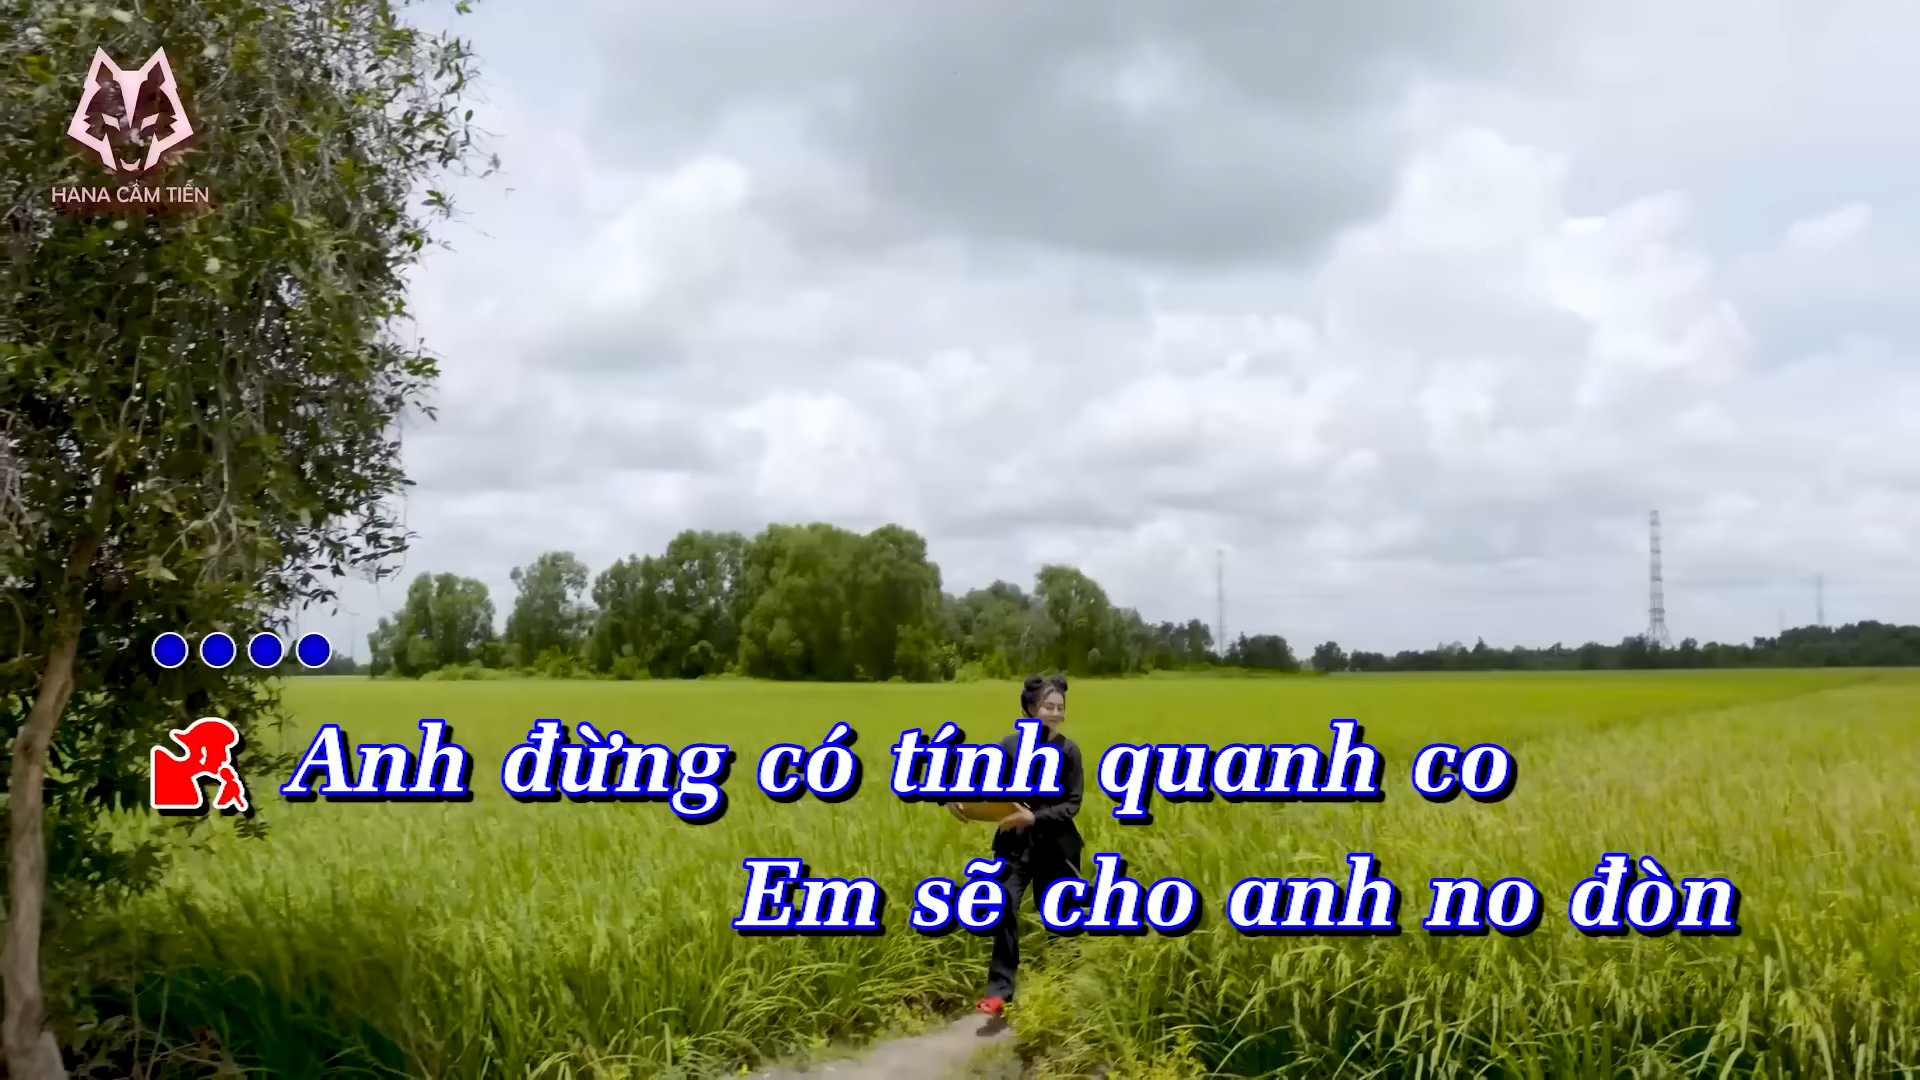 HANA CẨM TIÊN
Anh đừng có tính quanh co
Em sẽ cho anh no đòn